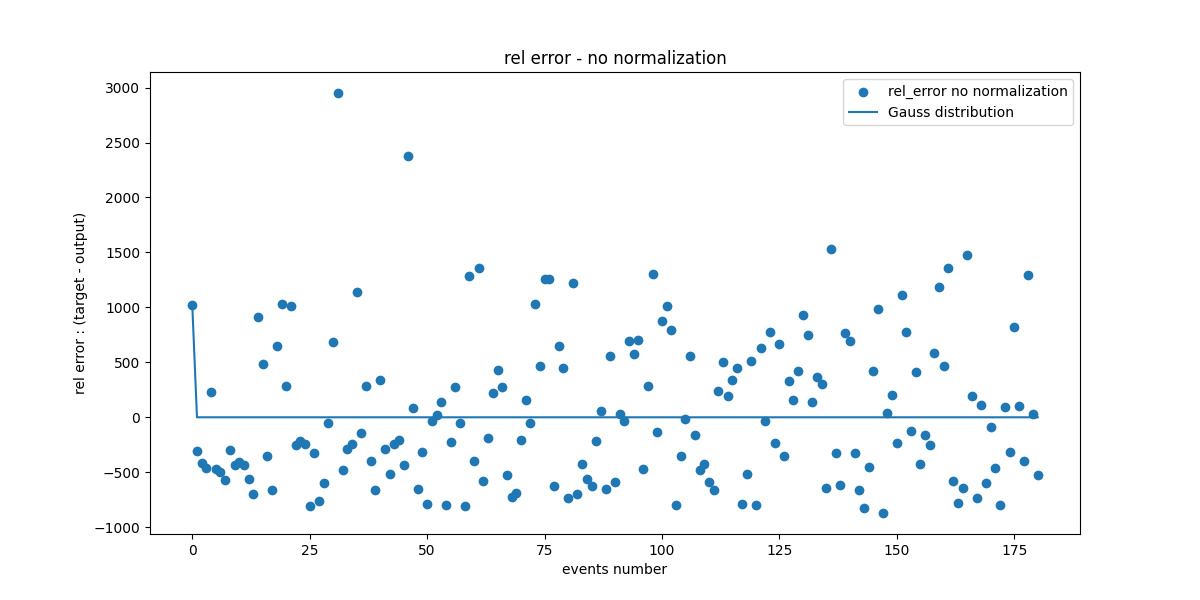 rel error - no normalization
rel_error no normalization
Gauss distribution
rel error : (target - output)
3000
2500
2000
1500
1000
500
0
−500
−1000
0 25 50 75 100 125 150 175
events number